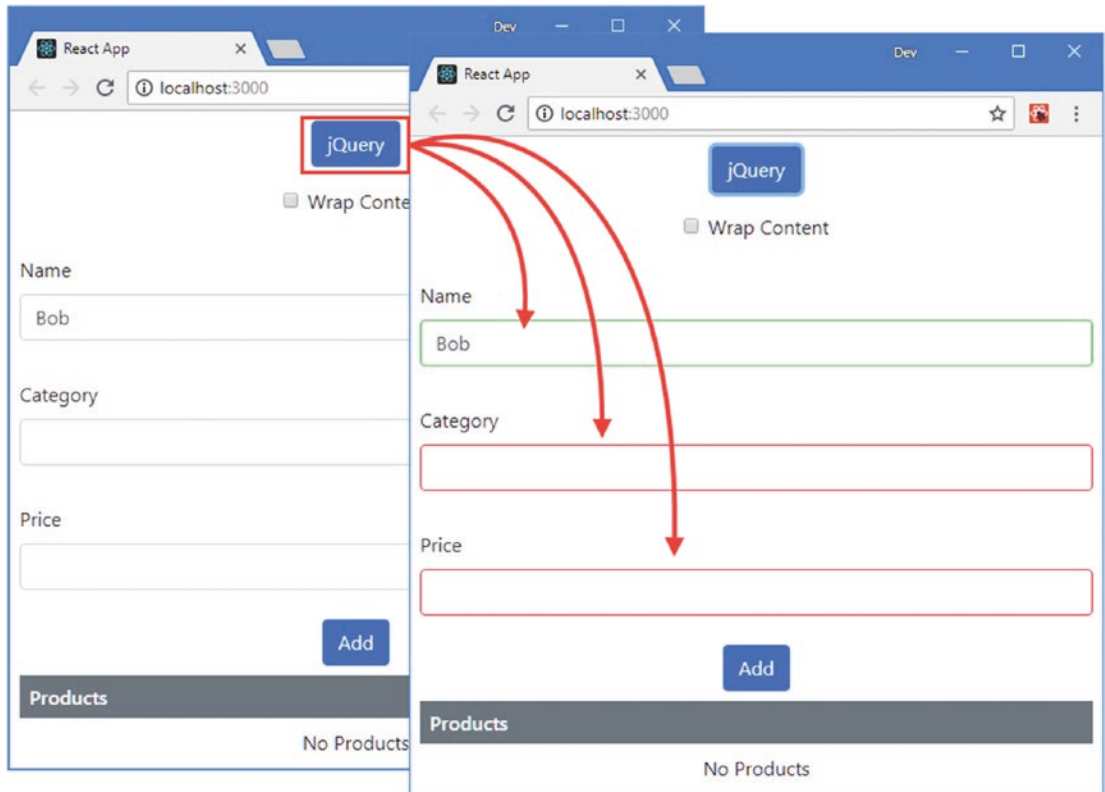 Dev
React App
localhost:3000
jQuery
Wrap Conte
Name
Bob
Category
Price
Add
Products
No Products
Dev
React App
localhost:3000
jQuery
Wrap Content
Name
Bob
Category
Price
Add
Products
No Products